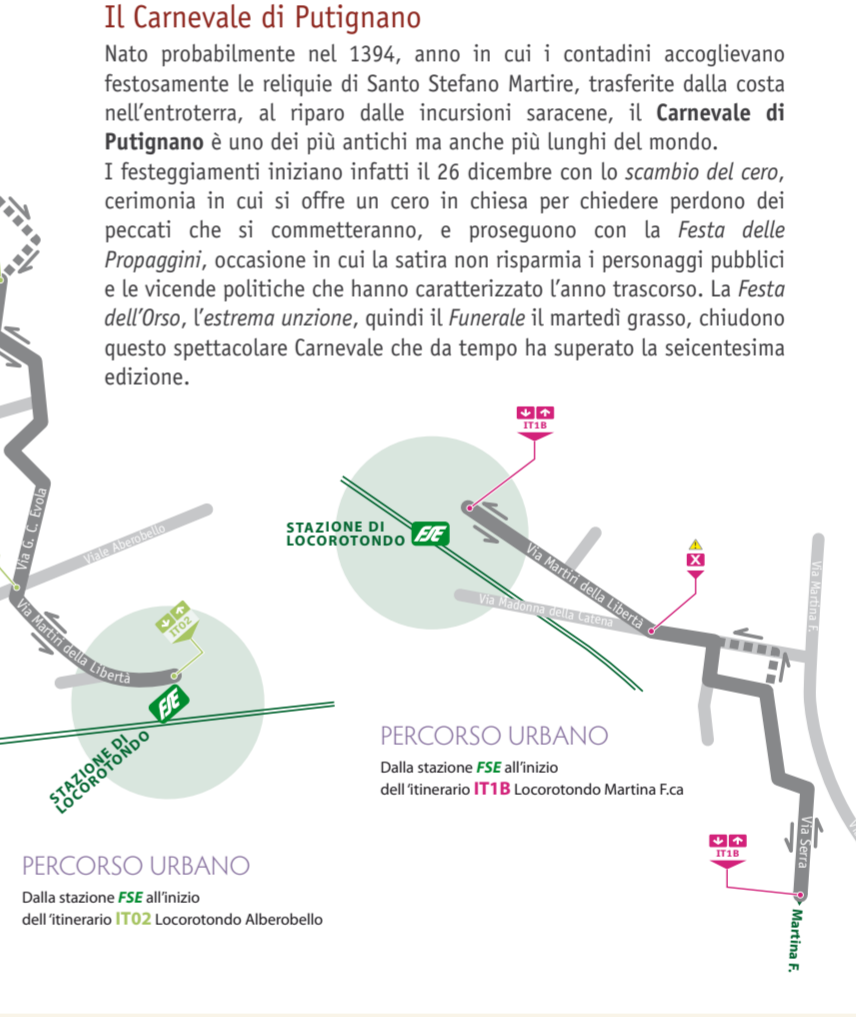 Il Carnevale di Putignano
Nato probabilmente nel 1394, anno in cui i contadini accoglievano
festosamente le reliquie di Santo Stefano Martire, trasferite dalla costa
nell'entroterra, al riparo dalle incursioni saracene, il Carnevale di
Putignano è uno dei più antichi ma anche più lunghi del mondo.
I festeggiamenti iniziano infatti il 26 dicembre con lo scambio del cero,
cerimonia in cui si offre un cero in chiesa per chiedere perdono dei
peccati che si commetteranno, e proseguono con la Festa delle
Propaggini, occasione in cui la satira non risparmia i personaggi pubblici
e le vicende politiche che hanno caratterizzato l'anno trascorso. La Festa
dell'Orso, l'estrema unzione, quindi il Funerale il martedì grasso, chiudono
questo spettacolare Carnevale che da tempo ha superato la seicentesima
edizione.
IT1B
STAZIONE DI
LOCOROTONDO
FSE
Via Martiri della Libertà
Via Madonna della Catena
X
Via Martina F.
Via G. C. Evola
Viale Aberobello
Via Martiri della Libertà
IT02
FSE
STAZIONE DI
LOCOROTONDO
PERCORSO URBANO
Dalla stazione FSE all'inizio
dell'itinerario IT1B Locorotondo Martina F.ca
IT1B
Via Serra
Martina F.
PERCORSO URBANO
Dalla stazione FSE all'inizio
dell'itinerario IT02 Locorotondo Alberobello